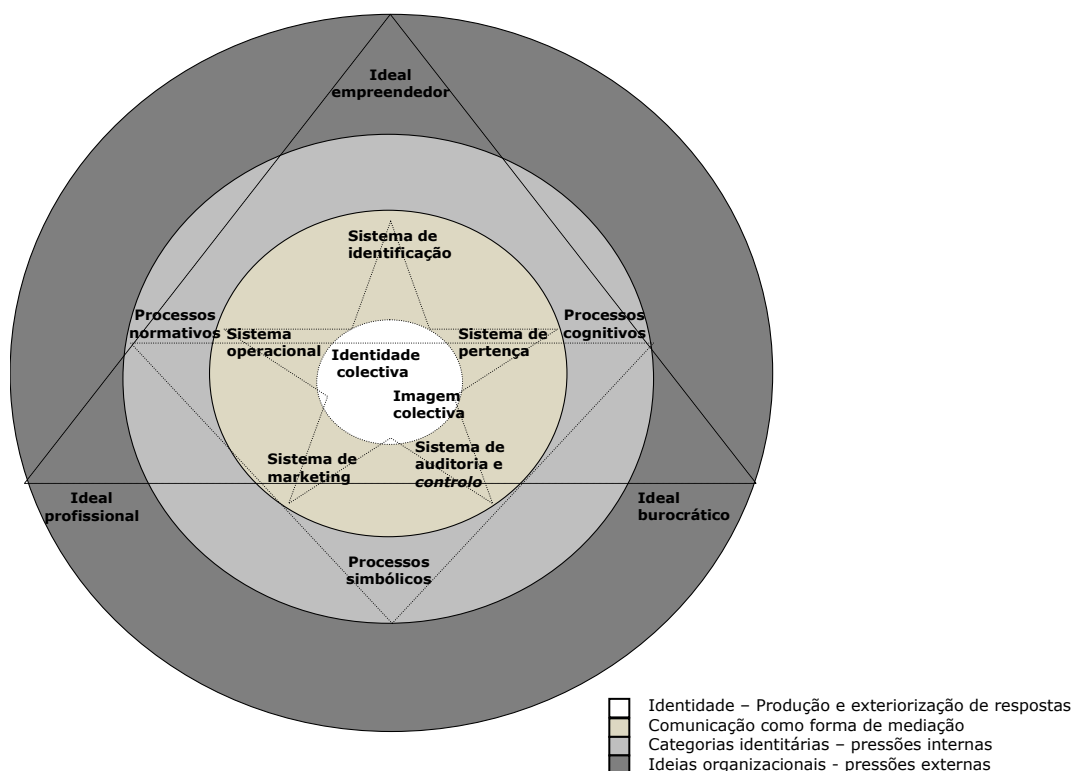 Ideal
empreendedor
Sistema de
identificação
Processos
normativos
Processos
cognitivos
Sistema
operacional
Sistema de
pertença
Identidade
colectiva
Imagem
colectiva
Sistema de
marketing
Sistema de
auditoria e
controlo
Ideal
profissional
Ideal
burocrático
Processos
simbólicos
Identidade – Produção e exteriorização de respostas
Comunicação como forma de mediação
Categorias identitárias – pressões internas
Ideias organizacionais - pressões externas